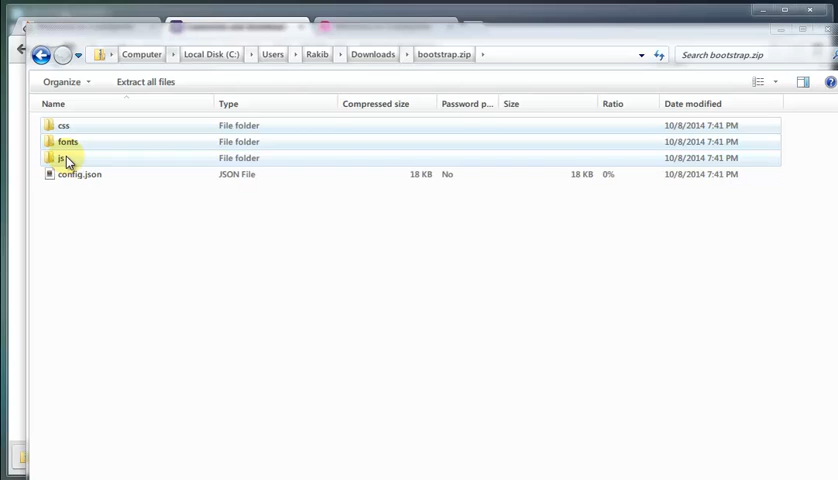 Computer Local Disk (C:) Users Rakib Downloads bootstrap.zip Search bootstrap.zip
Organize Extract all files
Name Type Compressed size Password p... Size Ratio Date modified
css File folder 10/8/2014 7:41 PM
fonts File folder 10/8/2014 7:41 PM
js File folder 10/8/2014 7:41 PM
config.json JSON File 18 KB No 18 KB 0% 10/8/2014 7:41 PM